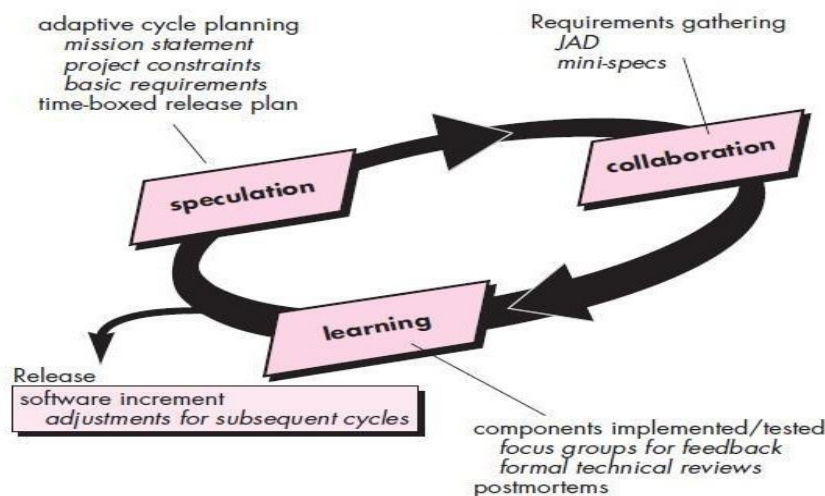 adaptive cycle planning
mission statement
project constraints
basic requirements
time-boxed release plan
Requirements gathering
JAD
mini-specs
speculation
collaboration
learning
Release
software increment
adjustments for subsequent cycles
components implemented/tested
focus groups for feedback
formal technical reviews
postmortems